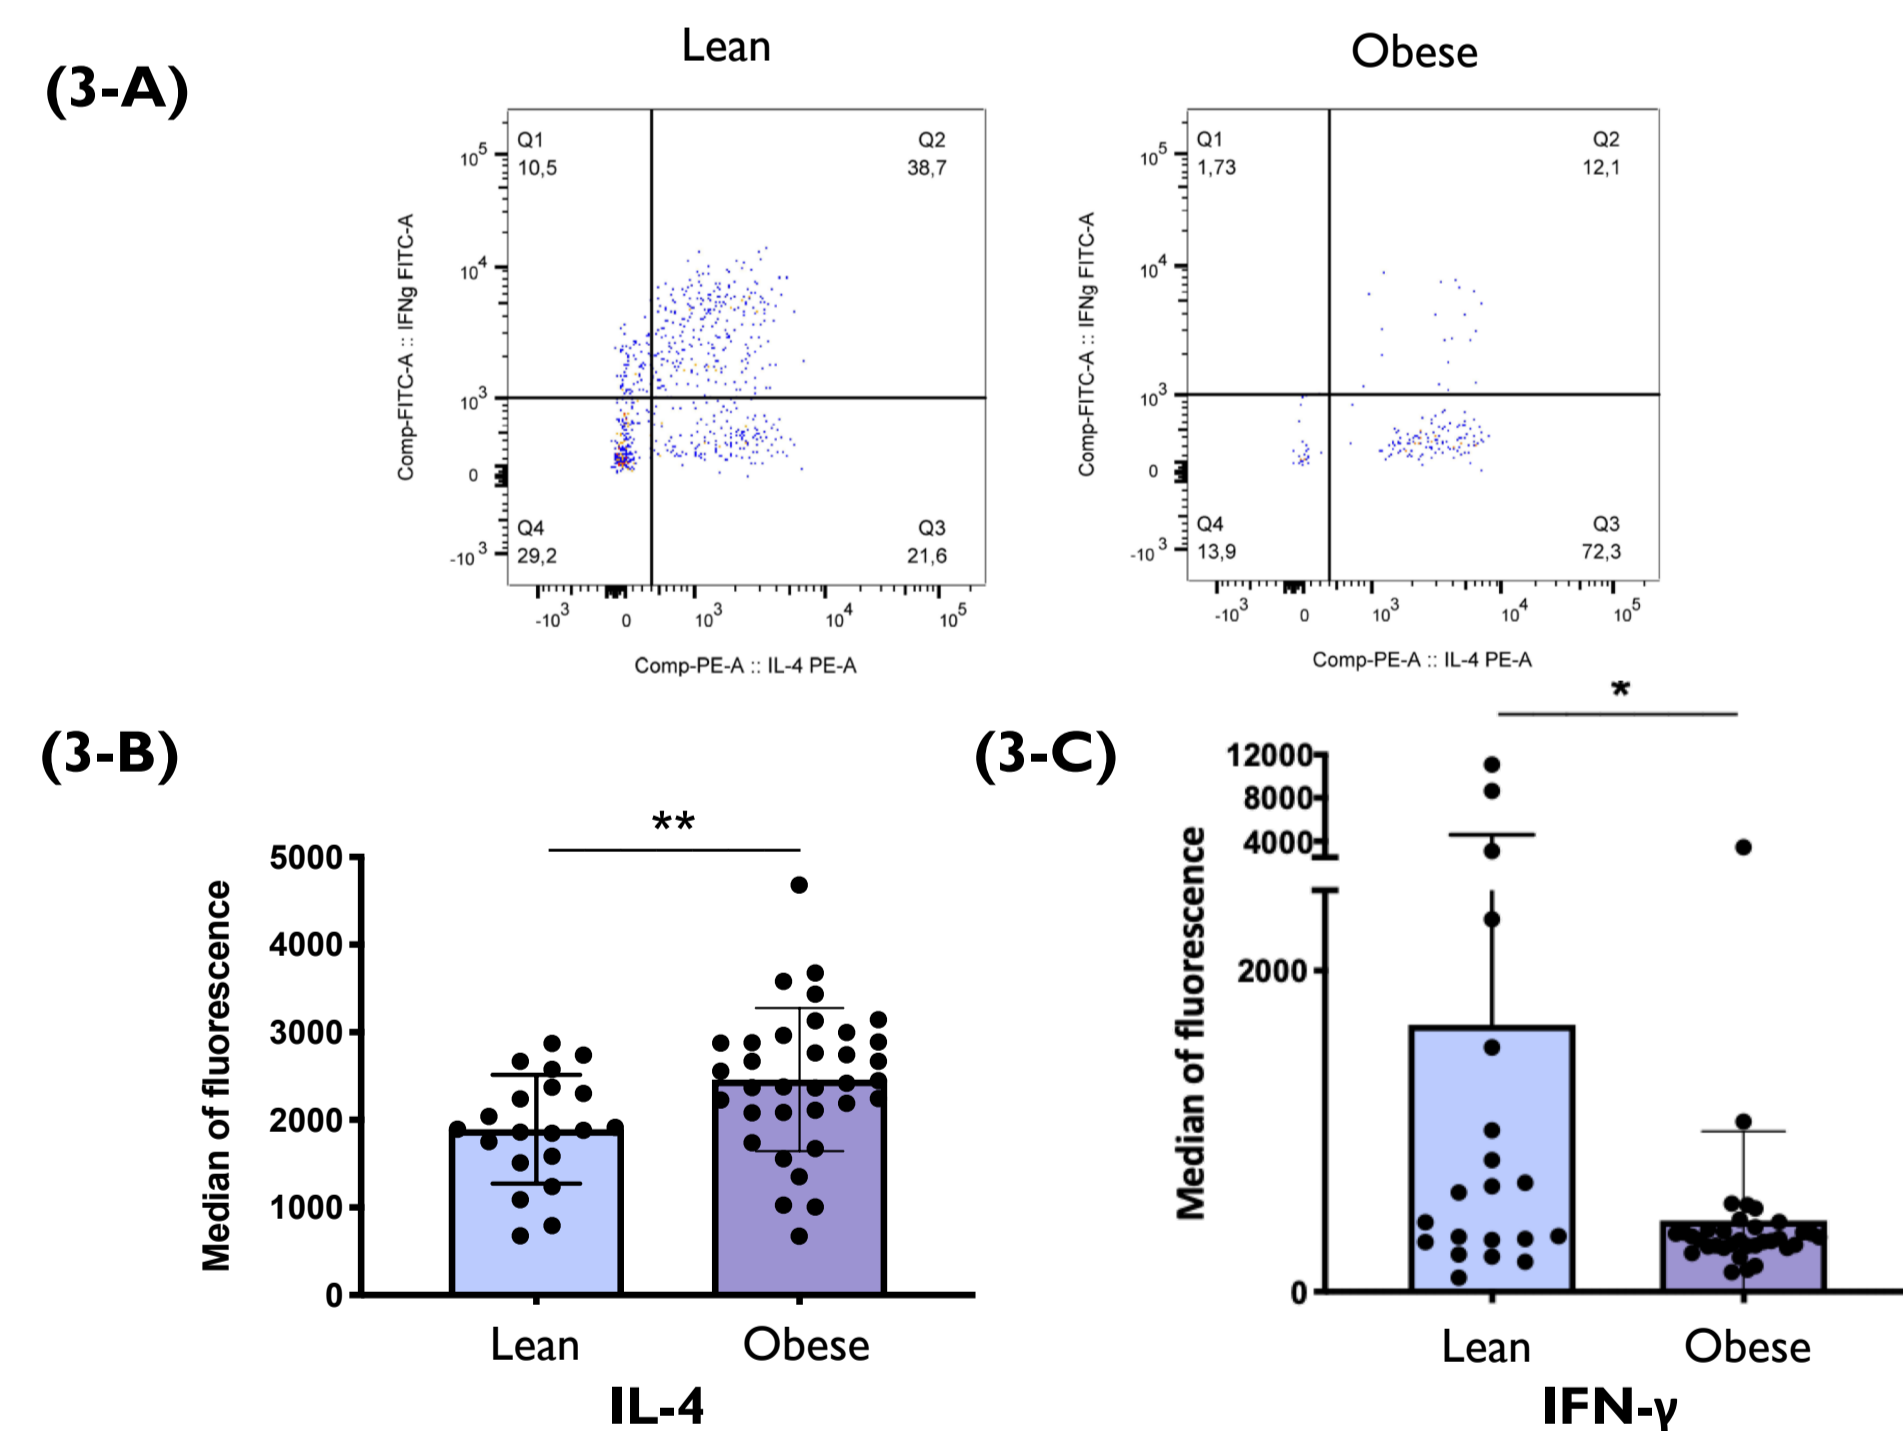 Lean
Obese
(3-A)
Q1
10,5
Q2
38,7
Q4
29,2
Q3
21,6
10^5
10^4
10^3
0
-10^3
Comp-FITC-A :: IFNg FITC-A
-10^3 0 10^3 10^4 10^5
Comp-PE-A :: IL-4 PE-A
Q1
1,73
Q2
12,1
Q4
13,9
Q3
72,3
10^5
10^4
10^3
0
-10^3
Comp-FITC-A :: IFNg FITC-A
-10^3 0 10^3 10^4 10^5
Comp-PE-A :: IL-4 PE-A
(3-B)
**
5000
4000
3000
2000
1000
0
Median of fluorescence
Lean Obese
IL-4
(3-C)
*
12000
8000
4000
2000
0
Median of fluorescence
Lean Obese
IFN-γ